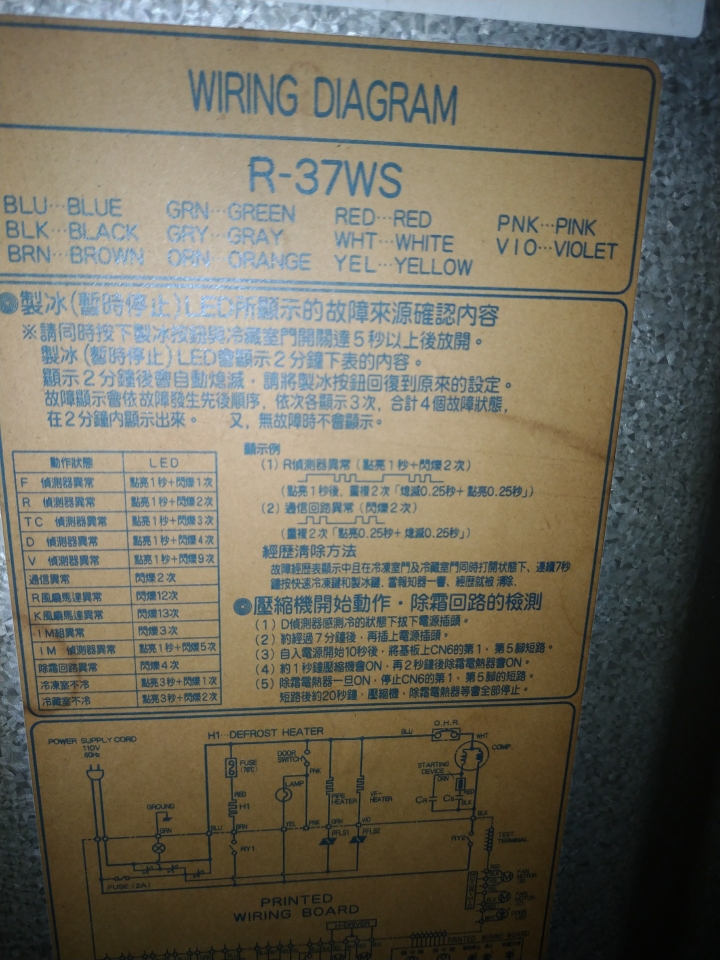 WIRING DIAGRAM
R-37WS
BLU…BLUE GRN…GREEN RED…RED PNK…PINK
BLK…BLACK GRY…GRAY WHT…WHITE VIO…VIOLET
BRN…BROWN ORN…ORANGE YEL…YELLOW
製冰(暫時停止)LED所顯示的故障來源確認內容
※請同時按下製冰按鈕與冷藏室門開關達5秒以上後放開。
製冰(暫時停止)LED會顯示2分鐘下表的內容。
顯示2分鐘後會自動熄滅,請將製冰按鈕回復到原來的設定。
故障顯示會依故障發生先後順序,依次各顯示3次,合計4個故障狀態,
在2分鐘內顯示出來。 又,無故障時不會顯示。
動作狀態 LED
F 偵測器異常 點亮1秒+閃爍1次
R 偵測器異常 點亮1秒+閃爍2次
TC 偵測器異常 點亮1秒+閃爍3次
D 偵測器異常 點亮1秒+閃爍4次
V 偵測器異常 點亮1秒+閃爍9次
通信異常 閃爍2次
R風扇馬達異常 閃爍12次
K風扇馬達異常 閃爍13次
IM組異常 閃爍3次
IM 偵測器異常 點亮1秒+閃爍5次
除霜回路異常 閃爍4次
冷凍室不冷 點亮3秒+閃爍1次
冷藏室不冷 點亮3秒+閃爍2次
顯示例
(1) R偵測器異常(點亮1秒+閃爍2次)
(點亮1秒後,重複2次「熄滅0.25秒+點亮0.25秒」)
(2) 通信回路異常(閃爍2次)
(重複2次「點亮0.25秒+熄滅0.25秒」)
經歷清除方法
故障經歷表顯示中且在冷凍室門及冷藏室門同時打開狀態下、連續7秒
鐘按快速冷凍鍵和製冰鍵,當報知器一響、經歷就被清除。
壓縮機開始動作・除霜回路的檢測
(1) D偵測器感測冷的狀態下拔下電源插頭。
(2) 約經過7分鐘後,再插上電源插頭。
(3) 自入電源開始10秒後,將基板上CN6的第1、第5腳短路。
(4) 約1秒鐘壓縮機會ON,再2秒鐘後除霜電熱器會ON。
(5) 除霜電熱器一旦ON,停止CN6的第1、第5腳的短路。
短路後約20秒鐘,壓縮機、除霜電熱器等會全部停止。
POWER SUPPLY CORD
110V
60Hz
H1…DEFROST HEATER
BLU
O.H.R.
WHT
COMP.
DOOR
SWITCH
PNK
FUSE
(76℃)
STARTING
DEVICE
ORN
RED
BLK
LAMP
PIPE
HEATER
HEATER
RED
H1
GROUND
GRN
BLU
BRN
YEL
PNK
GRN
VIO
BLK
RY1
PFLS1
PFLS2
RY2
TEST
TERMINAL
FUSE (2A)
PRINTED
WIRING BOARD